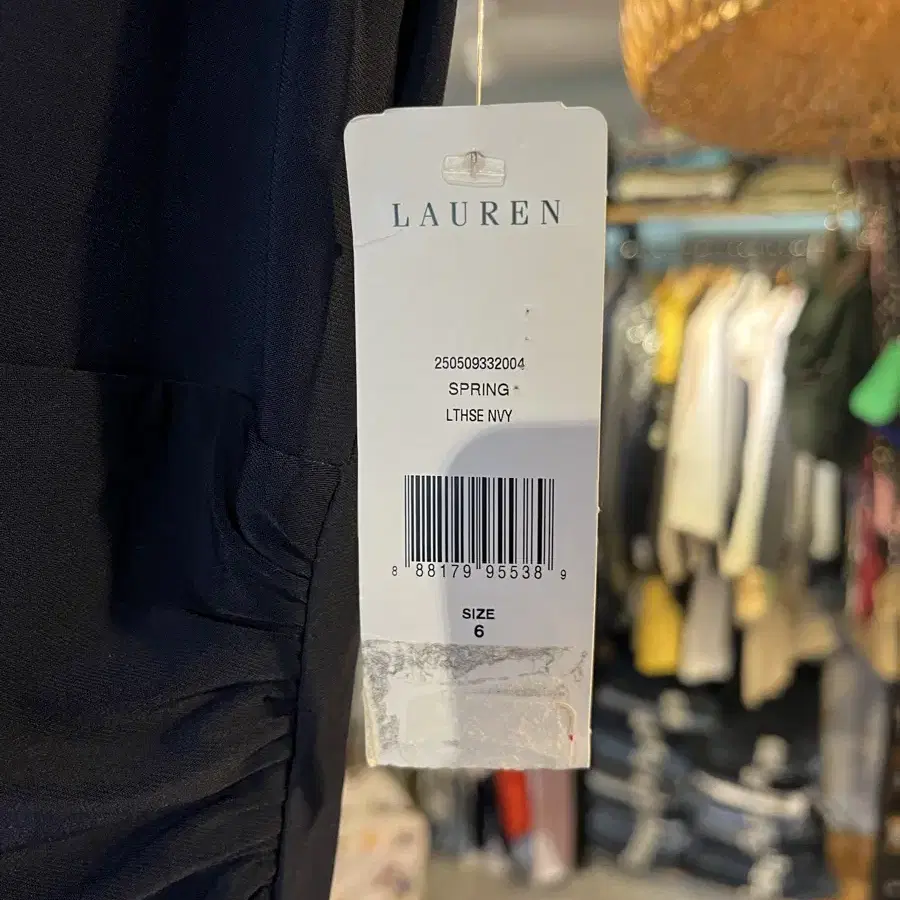 LAUREN
250509332004
SPRING
LTHSE NVY
8 88179 95538 9
SIZE
6